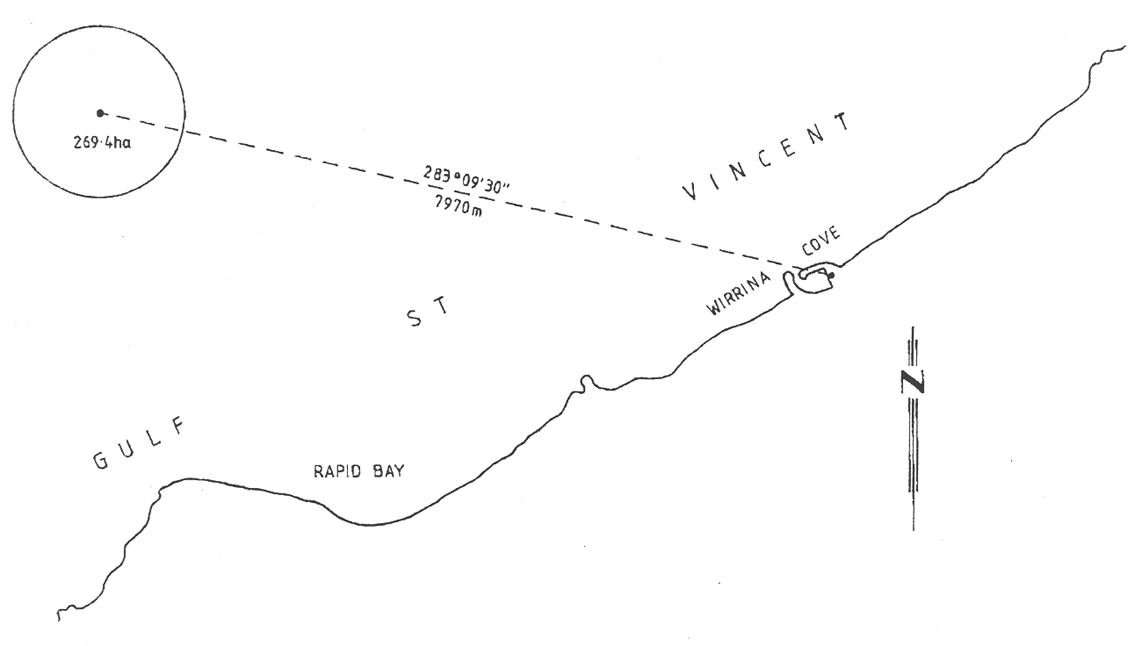 269·4ha
283°09'30"
7970m
VINCENT
WIRRINA COVE
ST
GULF
RAPID BAY
N